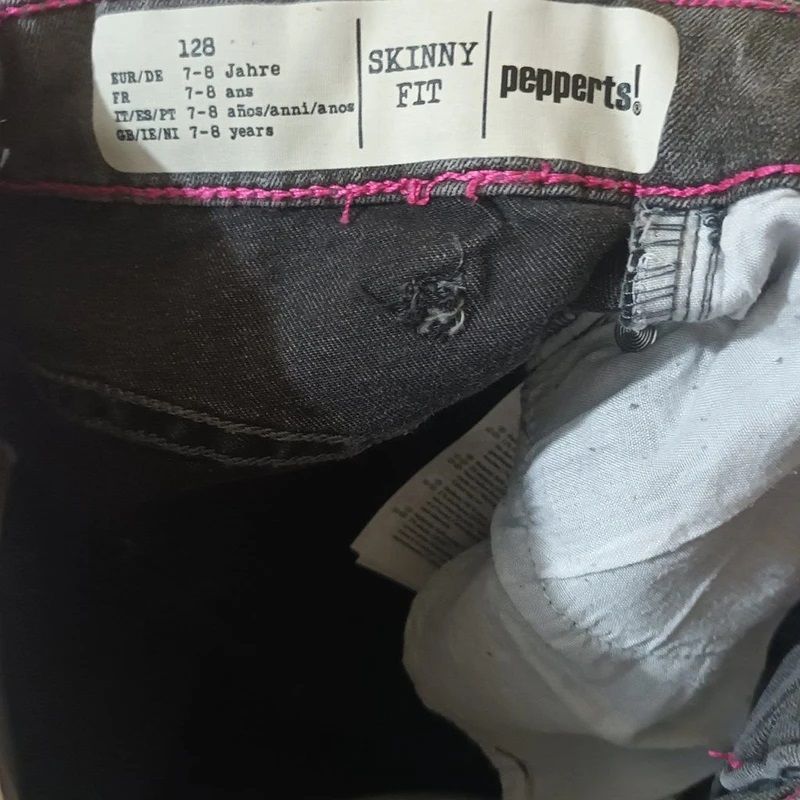 128
EUR/DE 7-8 Jahre
FR 7-8 ans
IT/ES/PT 7-8 años/anni/anos
GB/IE/NI 7-8 years
SKINNY
FIT
pepperts!®